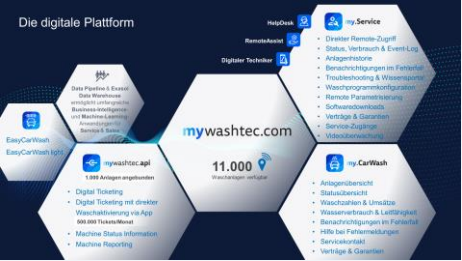 Die digitale Plattform
HelpDesk
RemoteAssist
Digitaler Techniker
my.Service
• Direkter Remote-Zugriff
• Status, Verbrauch & Event-Log
• Anlagenhistorie
• Benachrichtigungen im Fehlerfall
• Troubleshooting & Wissensportal
• Waschprogrammkonfiguration
• Remote Parametrisierung
• Softwaredownloads
• Verträge & Garantien
• Service-Zugänge
• Videoüberwachung
Data Pipeline & Exasol
Data Warehouse
ermöglicht umfangreiche
Business-Intelligence-
und Machine-Learning-
Anwendungen für
Service & Sales
EasyCarWash
EasyCarWash light
mywashtec.com
11.000
Waschanlagen verfügbar
mywashtec.api
1.000 Anlagen angebunden
• Digital Ticketing
• Digital Ticketing mit direkter
Waschaktivierung via App
500.000 Tickets/Monat
• Machine Status Information
• Machine Reporting
my.CarWash
• Anlagenübersicht
• Statusübersicht
• Waschzahlen & Umsätze
• Wasserverbrauch & Leitfähigkeit
• Benachrichtigungen im Fehlerfall
• Hilfe bei Fehlermeldungen
• Servicekontakt
• Verträge & Garantien